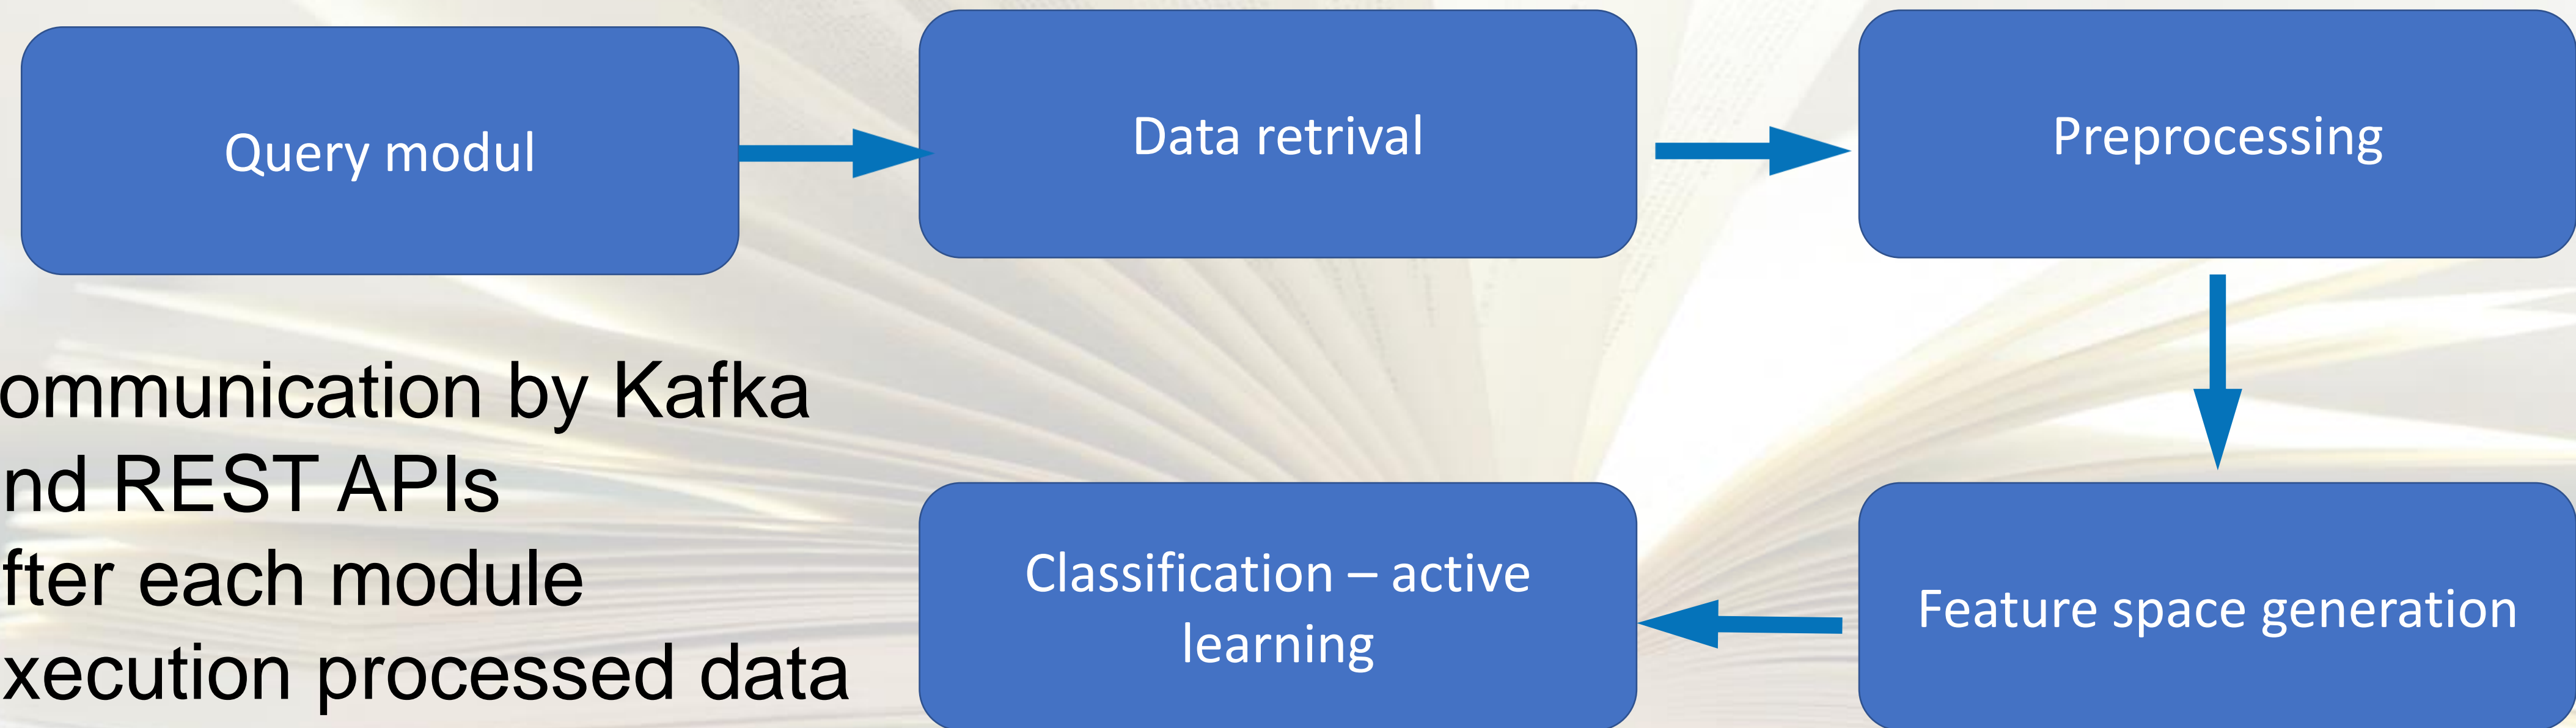 Query modul
Data retrival
Preprocessing
ommunication by Kafka
nd REST APIs
fter each module
xecution processed data
Classification – active
learning
Feature space generation